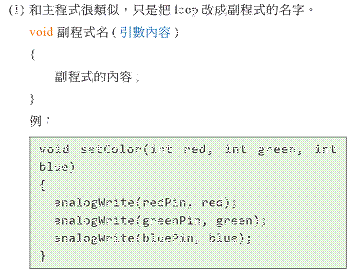 (1) 和主程式很類似，只是把 loop 改成副程式的名字。
void 副程式名 ( 引數內容 )
{
副程式的內容 ;
}
例：
void setColor(int red, int green, int
blue)
{
analogWrite(redPin, red);
analogWrite(greenPin, green);
analogWrite(bluePin, blue);
}